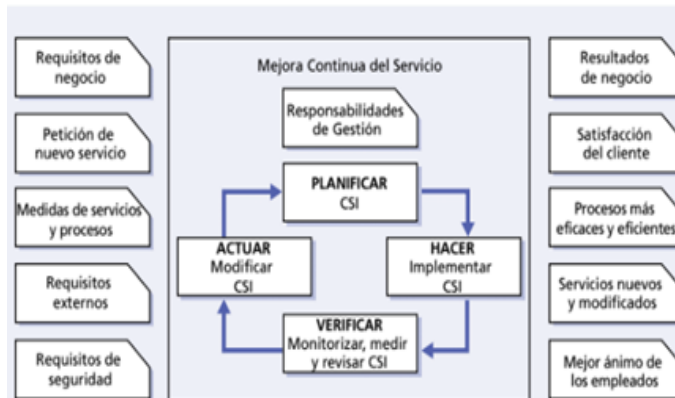 Requisitos de
negocio
Petición de
nuevo servicio
Medidas de servicios
y procesos
Requisitos
externos
Requisitos de
seguridad
Mejora Continua del Servicio
Responsabilidades
de Gestión
PLANIFICAR
CSI
ACTUAR
Modificar
CSI
HACER
Implementar
CSI
VERIFICAR
Monitorizar, medir
y revisar CSI
Resultados
de negocio
Satisfacción
del cliente
Procesos más
eficaces y eficientes
Servicios nuevos
y modificados
Mejor ánimo de
los empleados